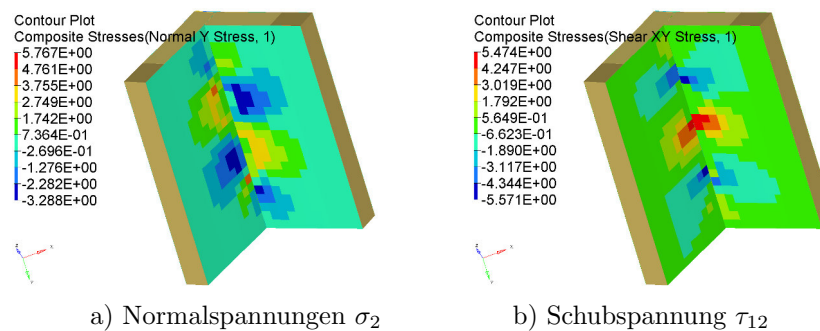 Contour Plot
Composite Stresses(Normal Y Stress, 1)
5.767E+00
4.761E+00
3.755E+00
2.749E+00
1.742E+00
7.364E-01
-2.696E-01
-1.276E+00
-2.282E+00
-3.288E+00
Z X
Y
a) Normalspannungen σ₂
Contour Plot
Composite Stresses(Shear XY Stress, 1)
5.474E+00
4.247E+00
3.019E+00
1.792E+00
5.649E-01
-6.623E-01
-1.890E+00
-3.117E+00
-4.344E+00
-5.571E+00
Z X
Y
b) Schubspannung τ₁₂